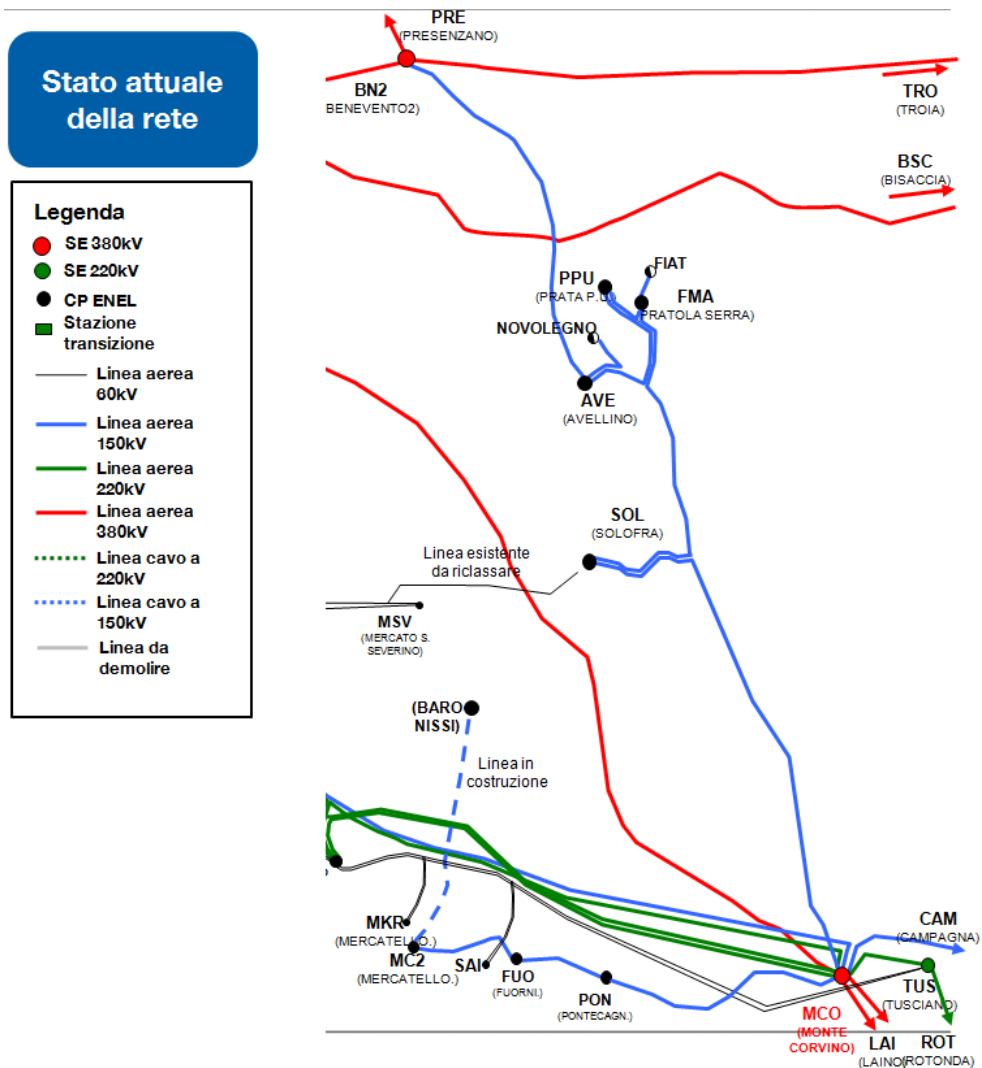 Stato attuale
della rete
Legenda
SE 380kV
SE 220kV
CP ENEL
Stazione
transizione
Linea aerea
60kV
Linea aerea
150kV
Linea aerea
220kV
Linea aerea
380kV
Linea cavo a
220kV
Linea cavo a
150kV
Linea da
demolire
PRE
(PRESENZANO)
BN2
BENEVENTO2)
TRO
(TROIA)
BSC
(BISACCIA)
FIAT
PPU
(PRATA P.U.)
FMA
PRATOLA SERRA)
NOVOLEGNO
AVE
(AVELLINO)
SOL
(SOLOFRA)
Linea esistente
da riclassare
MSV
(MERCATO S.
SEVERINO)
(BARO
NISSI)
Linea in
costruzione
MKR
(MERCATELLO.)
MC2
(MERCATELLO.)
SAI
FUO
(FUORNI.)
PON
(PONTECAGN.)
CAM
(CAMPAGNA)
TUS
(TUSCIANO)
MCO
(MONTE
CORVINO)
LAI
(LAINO)
ROT
(ROTONDA)